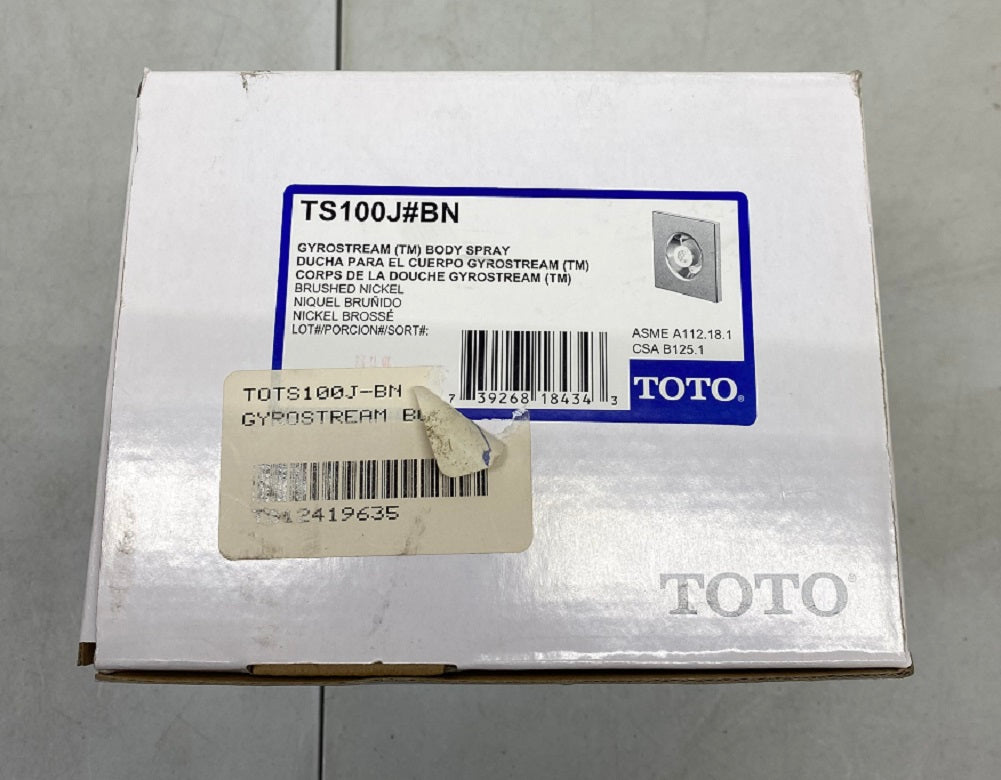 TS100J#BN
GYROSTREAM (TM) BODY SPRAY
DUCHA PARA EL CUERPO GYROSTREAM (TM)
CORPS DE LA DOUCHE GYROSTREAM (TM)
BRUSHED NICKEL
NIQUEL BRUÑIDO
NICKEL BROSSÉ
LOT#/PORCION#/SORT#:
ASME A112.18.1
CSA B125.1
7 39268 18434 3
TOTO®
TOTS100J-BN
GYROSTREAM
TOTO®